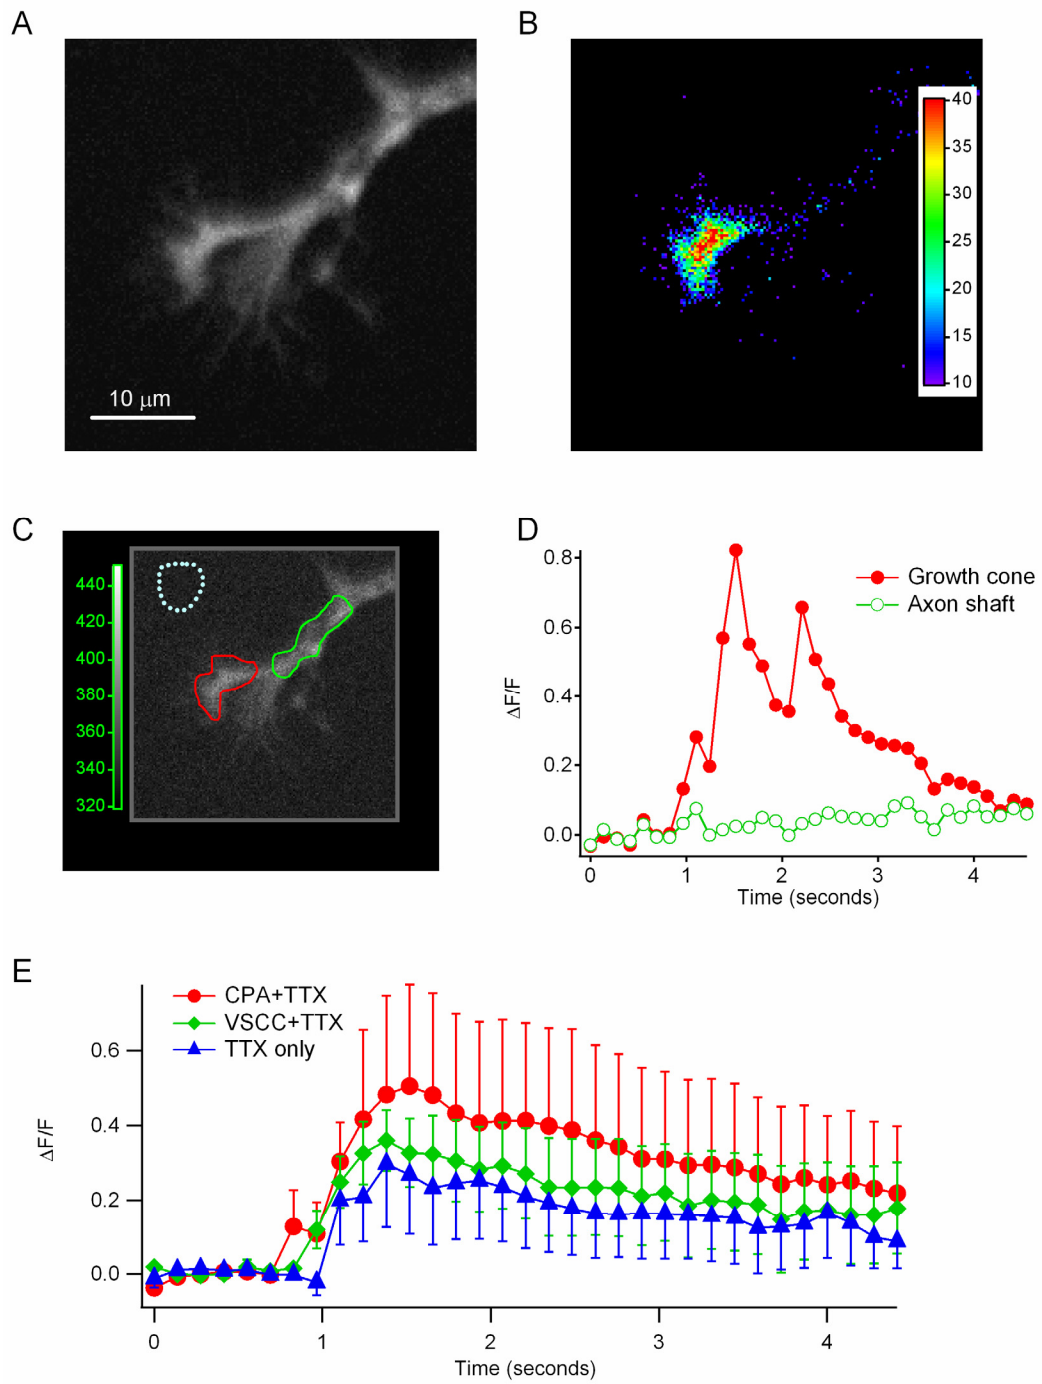 A
B
10 μm
40
35
30
25
20
15
10
C
440
420
400
380
360
340
320
D
0.8
0.6
0.4
0.2
0.0
ΔF/F
Growth cone
Axon shaft
0 1 2 3 4
Time (seconds)
E
CPA+TTX
VSCC+TTX
TTX only
0.6
0.4
0.2
0.0
ΔF/F
0 1 2 3 4
Time (seconds)